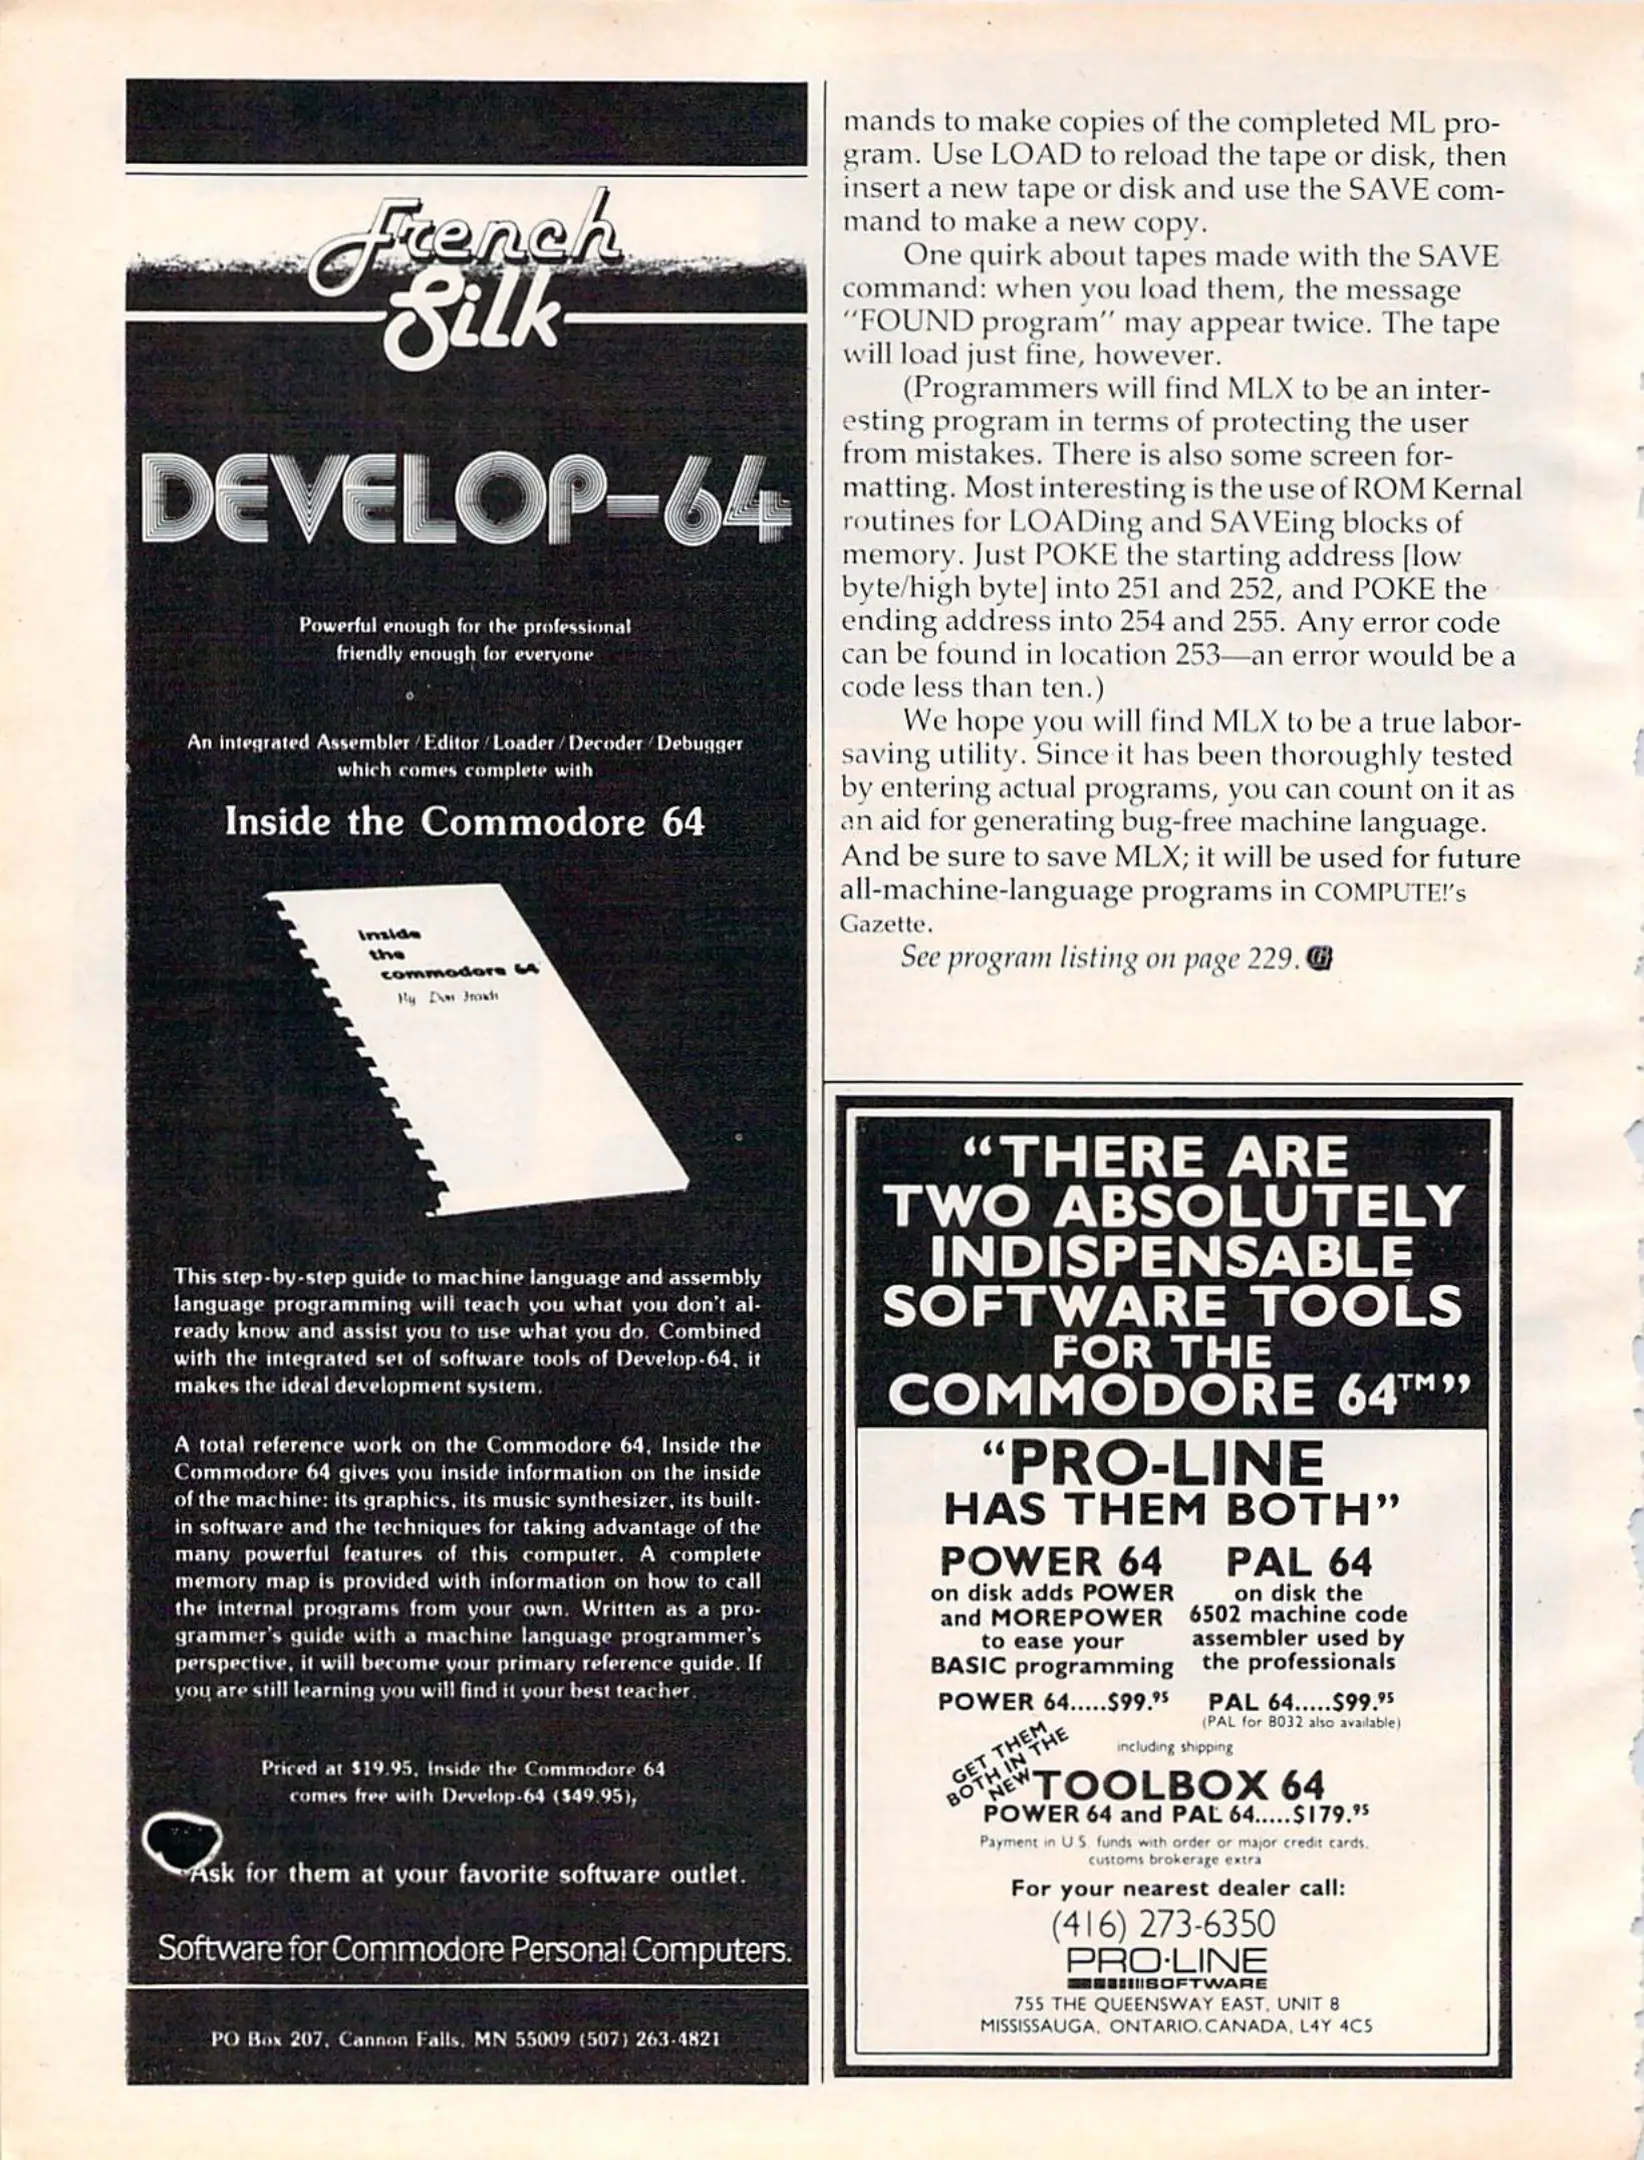 French
Silk
DEVELOP-64
Powerful enough for the professional
friendly enough for everyone
An integrated Assembler/Editor/Loader/Decoder/Debugger
which comes complete with
Inside the Commodore 64
inside
the
commodore 64
By Don
This step-by-step guide to machine language and assembly
language programming will teach you what you don't al-
ready know and assist you to use what you do. Combined
with the integrated set of software tools of Develop-64, it
makes the ideal development system.
A total reference work on the Commodore 64, Inside the
Commodore 64 gives you inside information on the inside
of the machine: its graphics, its music synthesizer, its built-
in software and the techniques for taking advantage of the
many powerful features of this computer. A complete
memory map is provided with information on how to call
the internal programs from your own. Written as a pro-
grammer's guide with a machine language programmer's
perspective, it will become your primary reference guide. If
you are still learning you will find it your best teacher.
Priced at $19.95, Inside the Commodore 64
comes free with Develop-64 ($49.95),
Ask for them at your favorite software outlet.
Software for Commodore Personal Computers.
PO Box 207, Cannon Falls, MN 55009 (507) 263-4821
mands to make copies of the completed ML pro-
gram. Use LOAD to reload the tape or disk, then
insert a new tape or disk and use the SAVE com-
mand to make a new copy.
One quirk about tapes made with the SAVE
command: when you load them, the message
"FOUND program" may appear twice. The tape
will load just fine, however.
(Programmers will find MLX to be an inter-
esting program in terms of protecting the user
from mistakes. There is also some screen for-
matting. Most interesting is the use of ROM Kernal
routines for LOADing and SAVEing blocks of
memory. Just POKE the starting address [low
byte/high byte] into 251 and 252, and POKE the
ending address into 254 and 255. Any error code
can be found in location 253—an error would be a
code less than ten.)
We hope you will find MLX to be a true labor-
saving utility. Since it has been thoroughly tested
by entering actual programs, you can count on it as
an aid for generating bug-free machine language.
And be sure to save MLX; it will be used for future
all-machine-language programs in COMPUTE!'s
Gazette.
See program listing on page 229. G
"THERE ARE
TWO ABSOLUTELY
INDISPENSABLE
SOFTWARE TOOLS
FOR THE
COMMODORE 64™"
"PRO-LINE
HAS THEM BOTH"
POWER 64
on disk adds POWER
and MOREPOWER
to ease your
BASIC programming
POWER 64.....$99.95
PAL 64
on disk the
6502 machine code
assembler used by
the professionals
PAL 64.....$99.95
(PAL for 8032 also available)
including shipping
GET THEM
BOTH IN THE
NEW
TOOLBOX 64
POWER 64 and PAL 64.....$179.95
Payment in U.S. funds with order or major credit cards,
customs brokerage extra
For your nearest dealer call:
(416) 273-6350
PRO·LINE
SOFTWARE
755 THE QUEENSWAY EAST, UNIT 8
MISSISSAUGA, ONTARIO, CANADA, L4Y 4C5